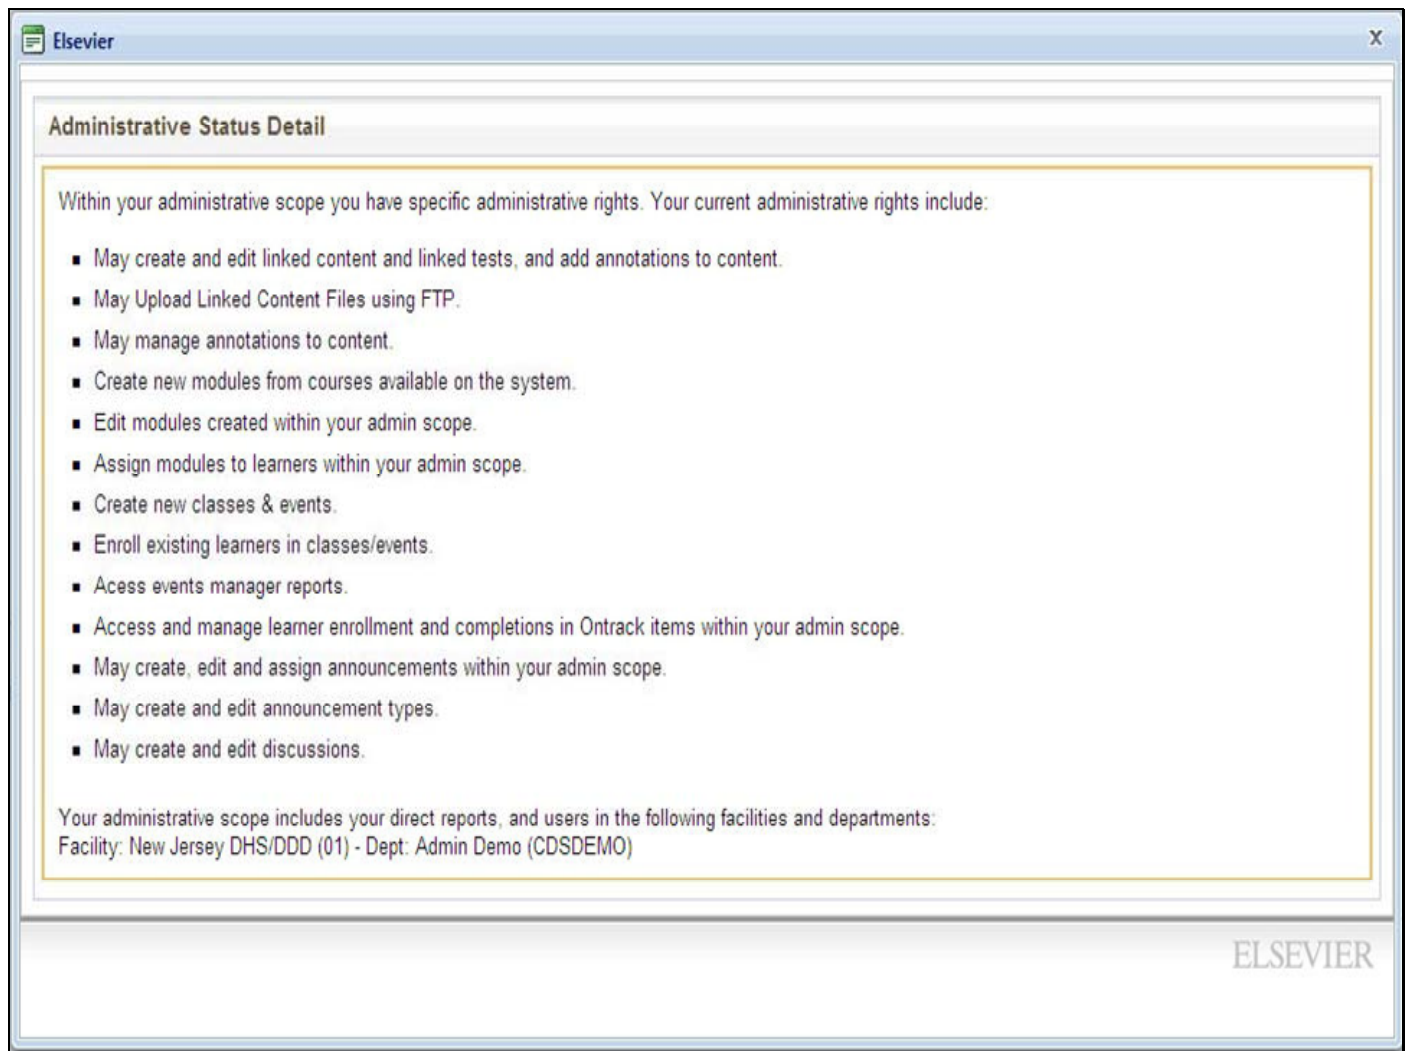 Elsevier
X
Administrative Status Detail
Within your administrative scope you have specific administrative rights. Your current administrative rights include:
▪ May create and edit linked content and linked tests, and add annotations to content.
▪ May Upload Linked Content Files using FTP.
▪ May manage annotations to content.
▪ Create new modules from courses available on the system.
▪ Edit modules created within your admin scope.
▪ Assign modules to learners within your admin scope.
▪ Create new classes & events.
▪ Enroll existing learners in classes/events.
▪ Acess events manager reports.
▪ Access and manage learner enrollment and completions in Ontrack items within your admin scope.
▪ May create, edit and assign announcements within your admin scope.
▪ May create and edit announcement types.
▪ May create and edit discussions.
Your administrative scope includes your direct reports, and users in the following facilities and departments:
Facility: New Jersey DHS/DDD (01) - Dept: Admin Demo (CDSDEMO)
ELSEVIER